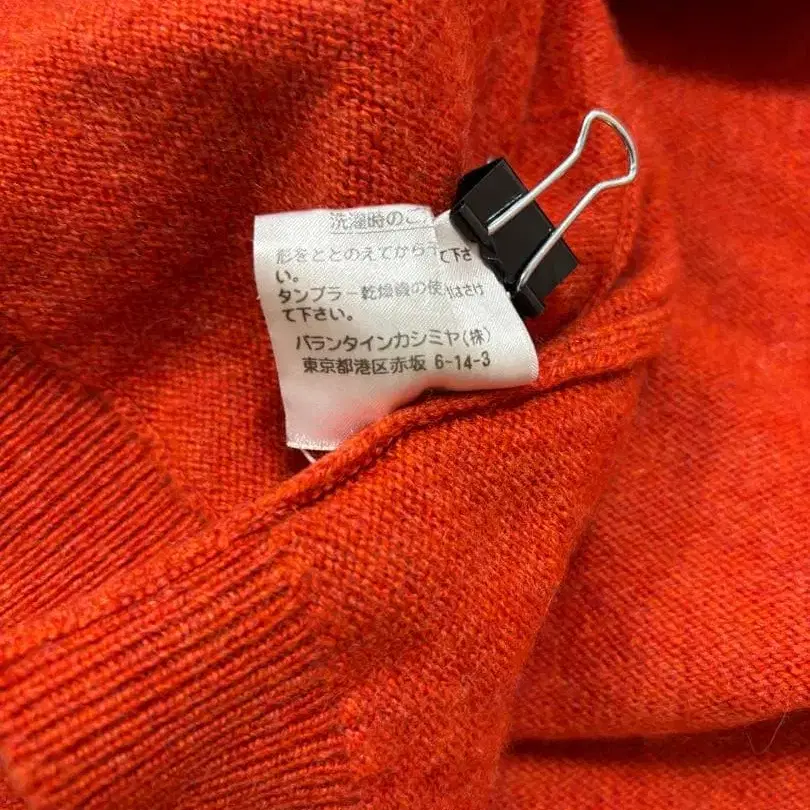 洗濯時のご
形をととのえてから干して下さ
い。
タンブラー乾燥機の使用はさけ
て下さい。
バランタインカシミヤ(株)
東京都港区赤坂 6-14-3